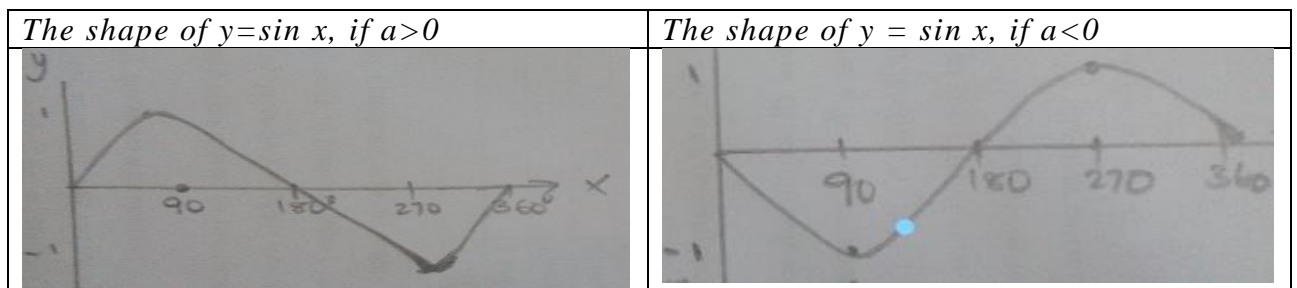 The shape of y=sin x, if a>0
The shape of y = sin x, if a<0
y
1
90 180° 270 360° x
-1
1
90 180 270 360
-1